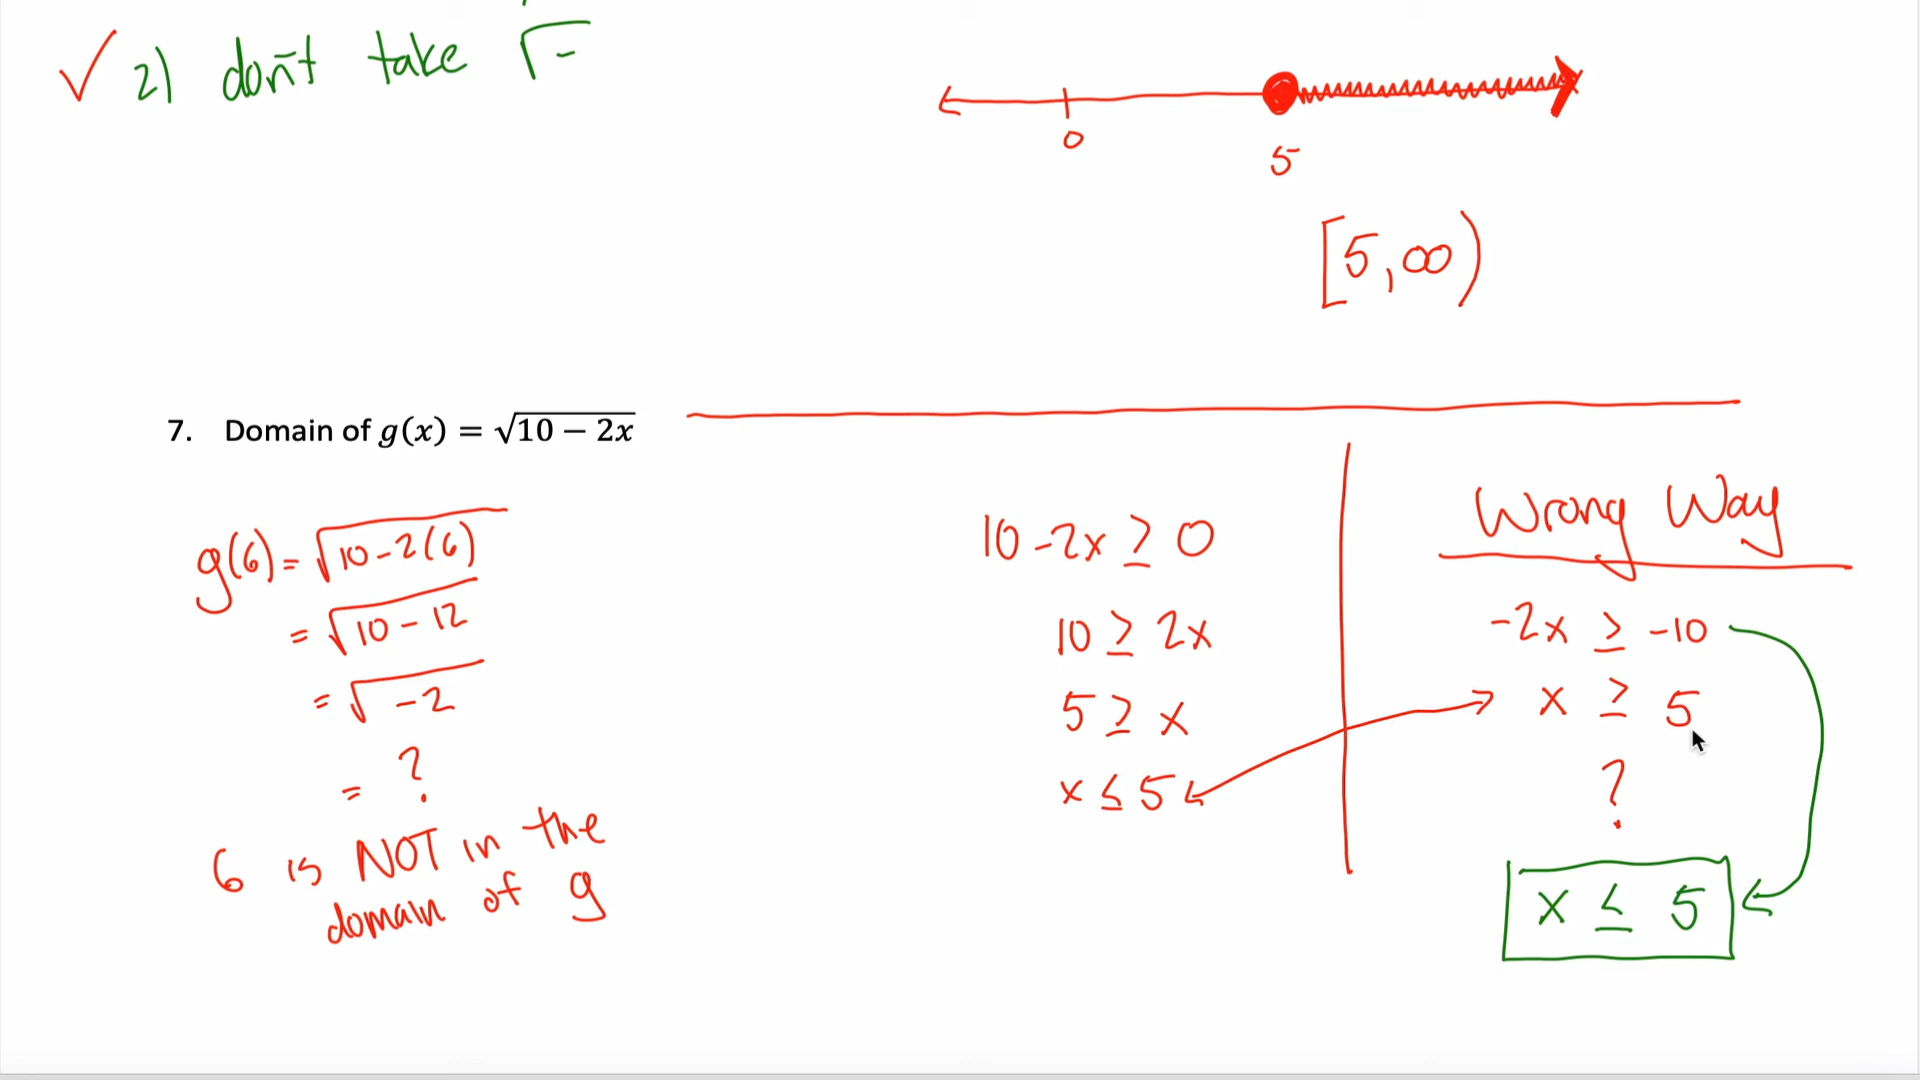 ✓ 2) don't take √-
0
5
[5,∞)
7. Domain of g(x) = √10 − 2x
g(6) = √10-2(6)
= √10-12
= √-2
= ?
6 is NOT in the
domain of g
10-2x ≥ 0
10 ≥ 2x
5 ≥ x
x ≤ 5
Wrong Way
-2x ≥ -10
x ≥ 5
?
x ≤ 5